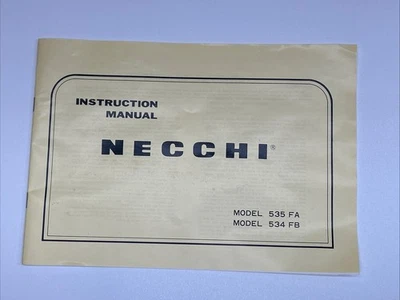 INSTRUCTION
MANUAL
NECCHI®
MODEL 535 FA
MODEL 534 FB